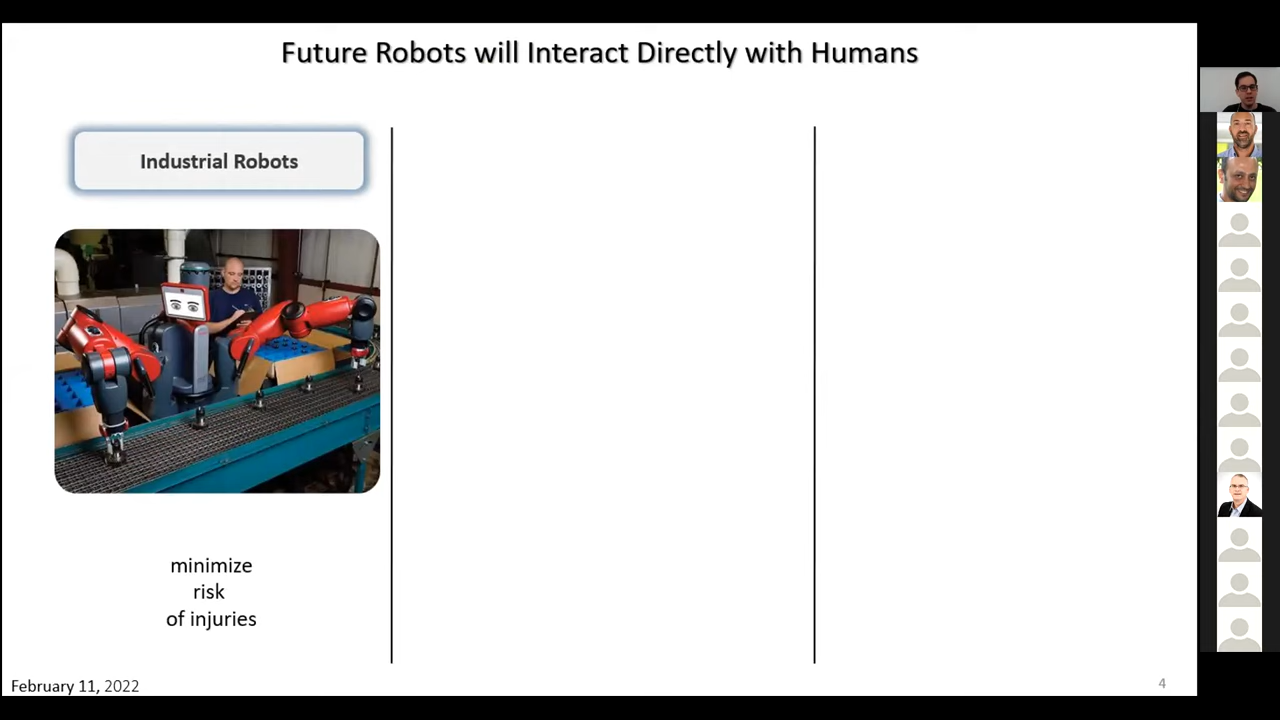 Future Robots will Interact Directly with Humans
Industrial Robots
minimize
risk
of injuries
February 11, 2022
4